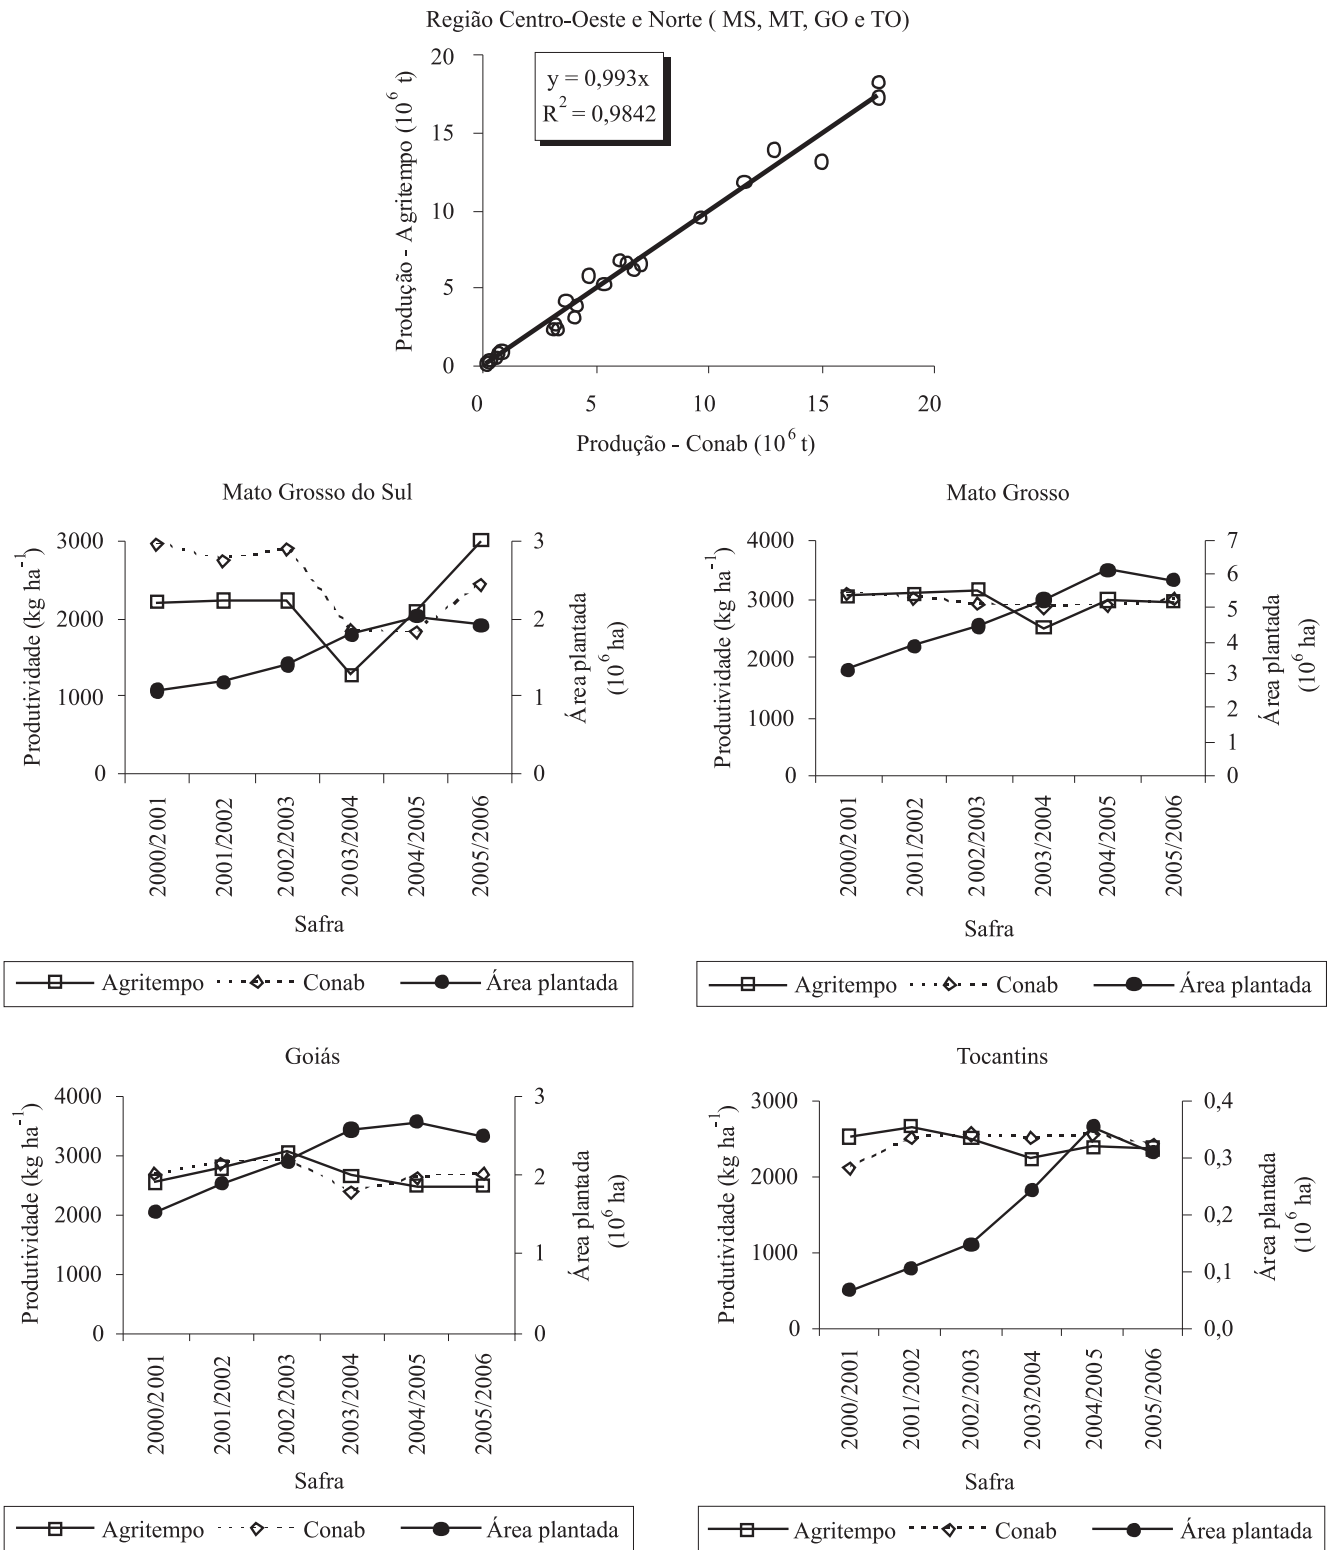 Região Centro-Oeste e Norte ( MS, MT, GO e TO)
y = 0,993x
R² = 0,9842
Produção - Agritempo (10⁶ t)
20
15
10
5
0
0 5 10 15 20
Produção - Conab (10⁶ t)
Mato Grosso do Sul
Produtividade (kg ha⁻¹)
3000
2000
1000
0
3
2
1
0
Área plantada
(10⁶ ha)
2000/2001
2001/2002
2002/2003
2003/2004
2004/2005
2005/2006
Safra
Agritempo Conab Área plantada
Mato Grosso
Produtividade (kg ha⁻¹)
4000
3000
2000
1000
0
7
6
5
4
3
2
1
0
Área plantada
(10⁶ ha)
2000/2001
2001/2002
2002/2003
2003/2004
2004/2005
2005/2006
Safra
Agritempo Conab Área plantada
Goiás
Produtividade (kg ha⁻¹)
4000
3000
2000
1000
0
3
2
1
0
Área plantada
(10⁶ ha)
2000/2001
2001/2002
2002/2003
2003/2004
2004/2005
2005/2006
Safra
Agritempo Conab Área plantada
Tocantins
Produtividade (kg ha⁻¹)
3000
2000
1000
0
0,4
0,3
0,2
0,1
0,0
Área plantada
(10⁶ ha)
2000/2001
2001/2002
2002/2003
2003/2004
2004/2005
2005/2006
Safra
Agritempo Conab Área plantada